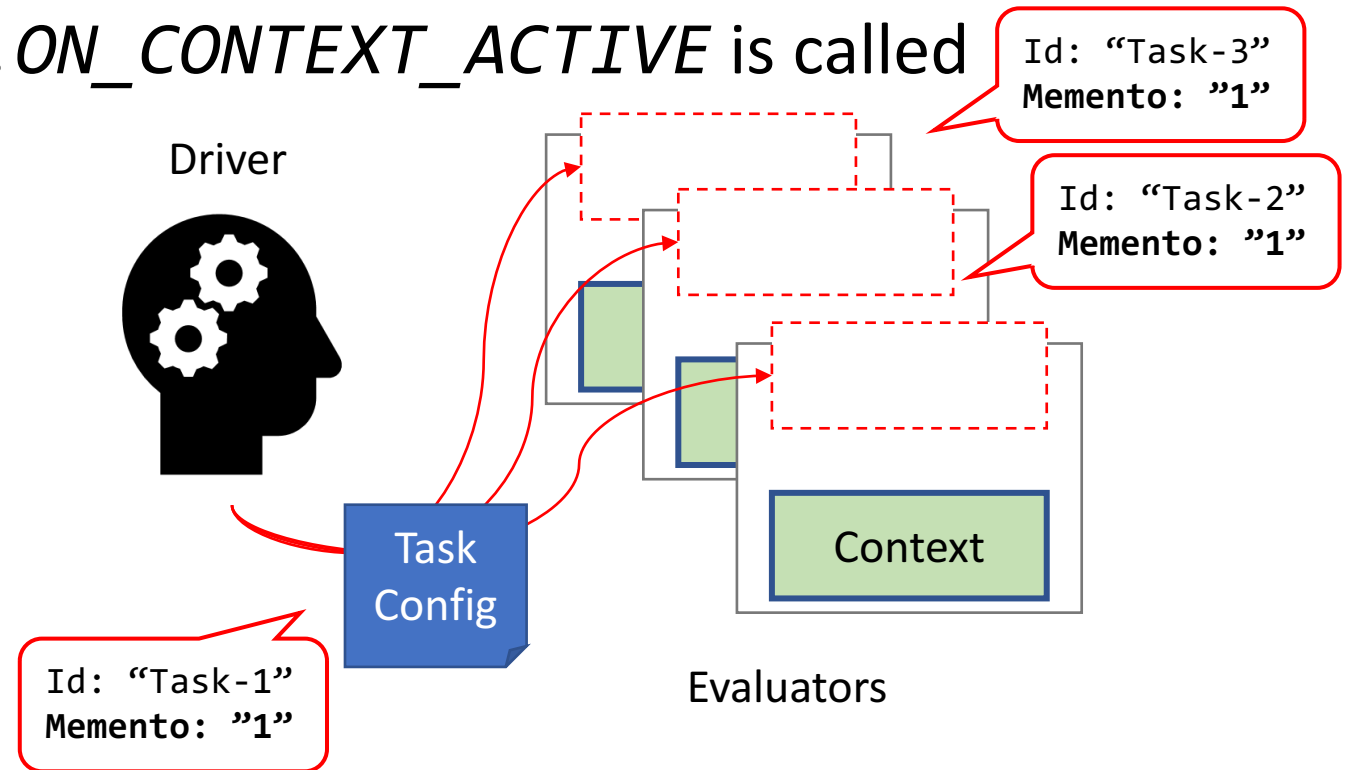 .ON_CONTEXT_ACTIVE is called
Id: “Task-3”
Memento: ”1”
Driver
Id: “Task-2”
Memento: ”1”
Task
Config
Context
Id: “Task-1”
Memento: ”1”
Evaluators